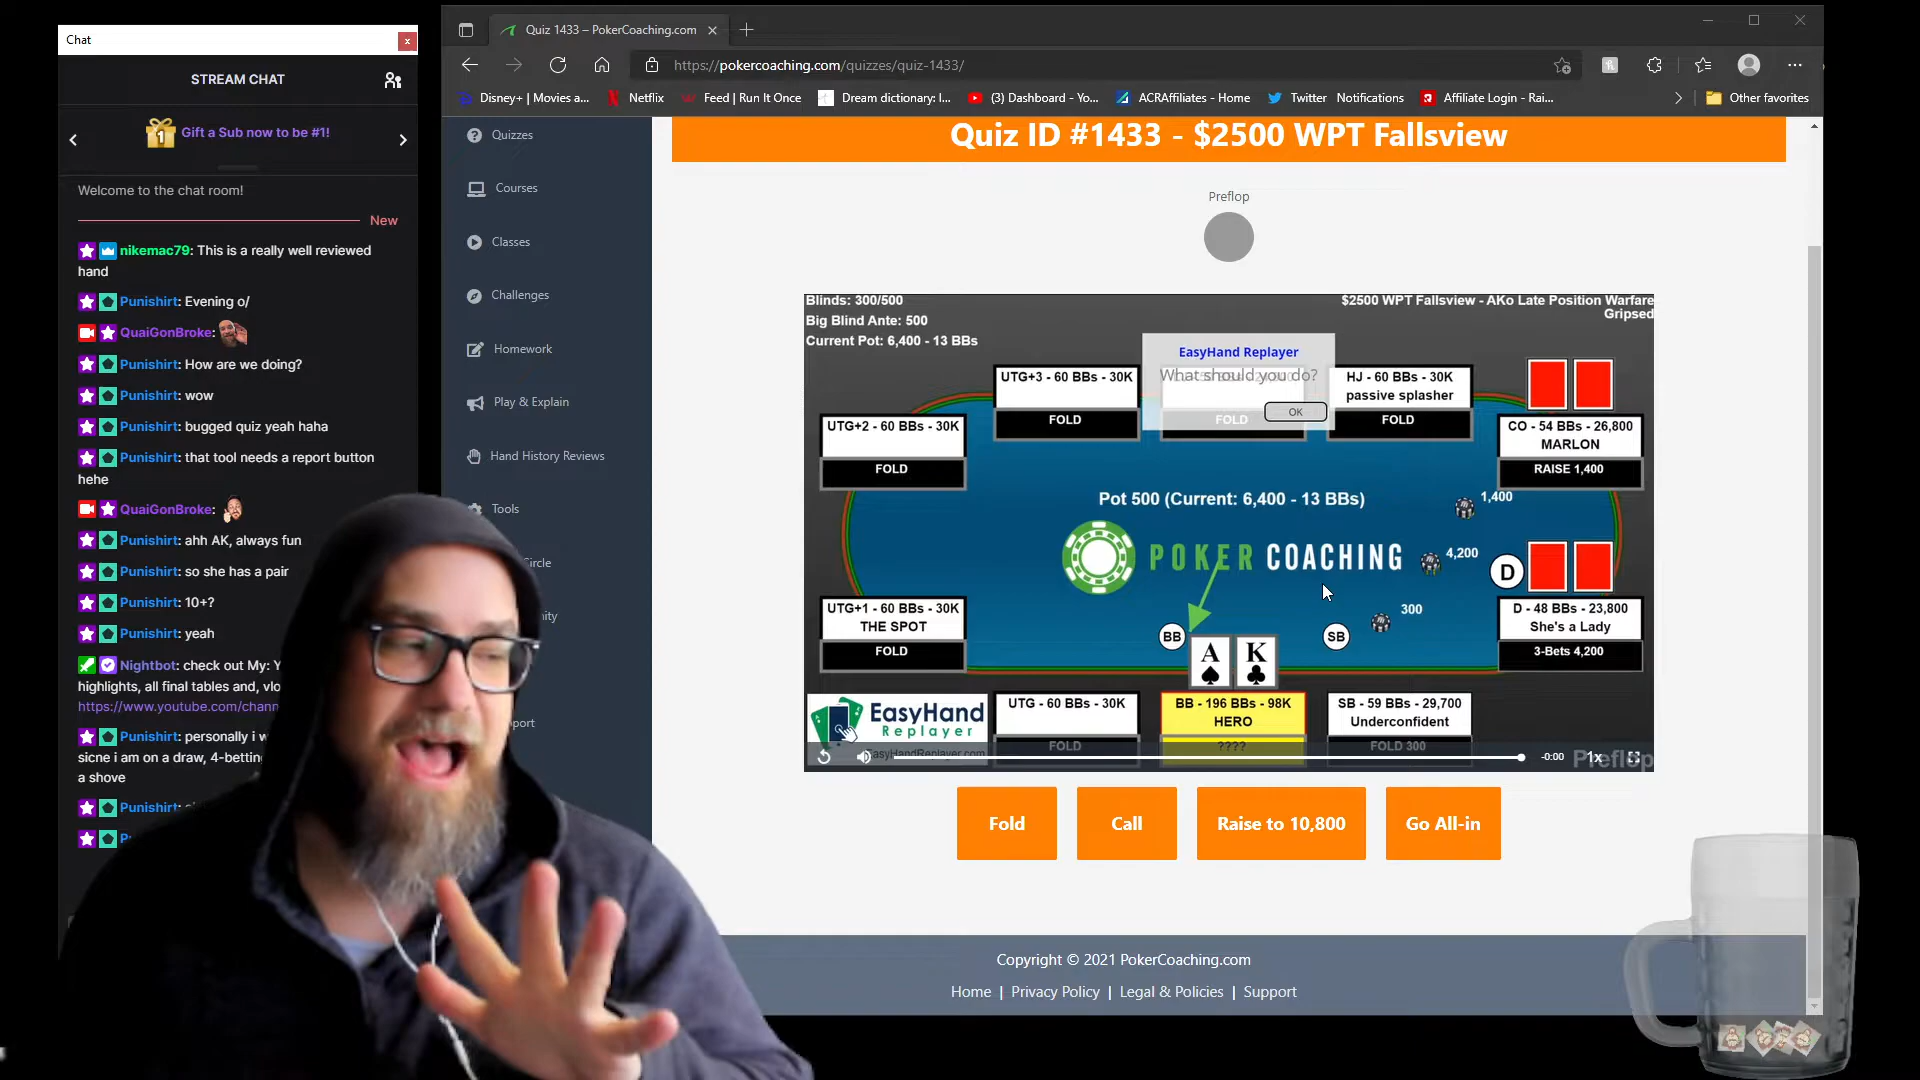 Chat
STREAM CHAT
1
Gift a Sub now to be #1!
Welcome to the chat room!
New
nikemac79: This is a really well reviewed
hand
Punishirt: Evening o/
QuaiGonBroke:
Punishirt: How are we doing?
Punishirt: wow
Punishirt: bugged quiz yeah haha
Punishirt: that tool needs a report button
hehe
QuaiGonBroke:
Punishirt: ahh AK, always fun
Punishirt: so she has a pair
Punishirt: 10+?
Punishirt: yeah
Nightbot: check out My:
highlights, all final tables and,
https://www.youtube.com/chann
Punishirt: personally i
i am on a draw, 4-betting
a shove
Punishirt:
Quiz 1433 – PokerCoaching.com
https://pokercoaching.com/quizzes/quiz-1433/
Disney+ | Movies a...
Netflix
Feed | Run It Once
Dream dictionary: I...
(3) Dashboard - Yo...
ACRAffiliates - Home
Twitter
Notifications
Affiliate Login - Rai...
Other favorites
Quizzes
Courses
Classes
Challenges
Homework
Play & Explain
Hand History Reviews
Tools
Circle
Quiz ID #1433 - $2500 WPT Fallsview
Preflop
Blinds: 300/500
Big Blind Ante: 500
Current Pot: 6,400 - 13 BBs
$2500 WPT Fallsview - AKo Late Position Warfare
Gripsed
EasyHand Replayer
What should you do?
OK
FOLD
UTG+3 - 60 BBs - 30K
FOLD
HJ - 60 BBs - 30K
passive splasher
FOLD
UTG+2 - 60 BBs - 30K
FOLD
CO - 54 BBs - 26,800
MARLON
RAISE 1,400
Pot 500 (Current: 6,400 - 13 BBs)
1,400
POKER COACHING
4,200
D
300
UTG+1 - 60 BBs - 30K
THE SPOT
FOLD
BB
A
K
SB
D - 48 BBs - 23,800
She's a Lady
3-Bets 4,200
EasyHand
Replayer
EasyHandReplayer.com
UTG - 60 BBs - 30K
FOLD
BB - 196 BBs - 98K
HERO
????
SB - 59 BBs - 29,700
Underconfident
FOLD 300
-0:00
1x
Preflop
Fold
Call
Raise to 10,800
Go All-in
Copyright © 2021 PokerCoaching.com
Home | Privacy Policy | Legal & Policies | Support